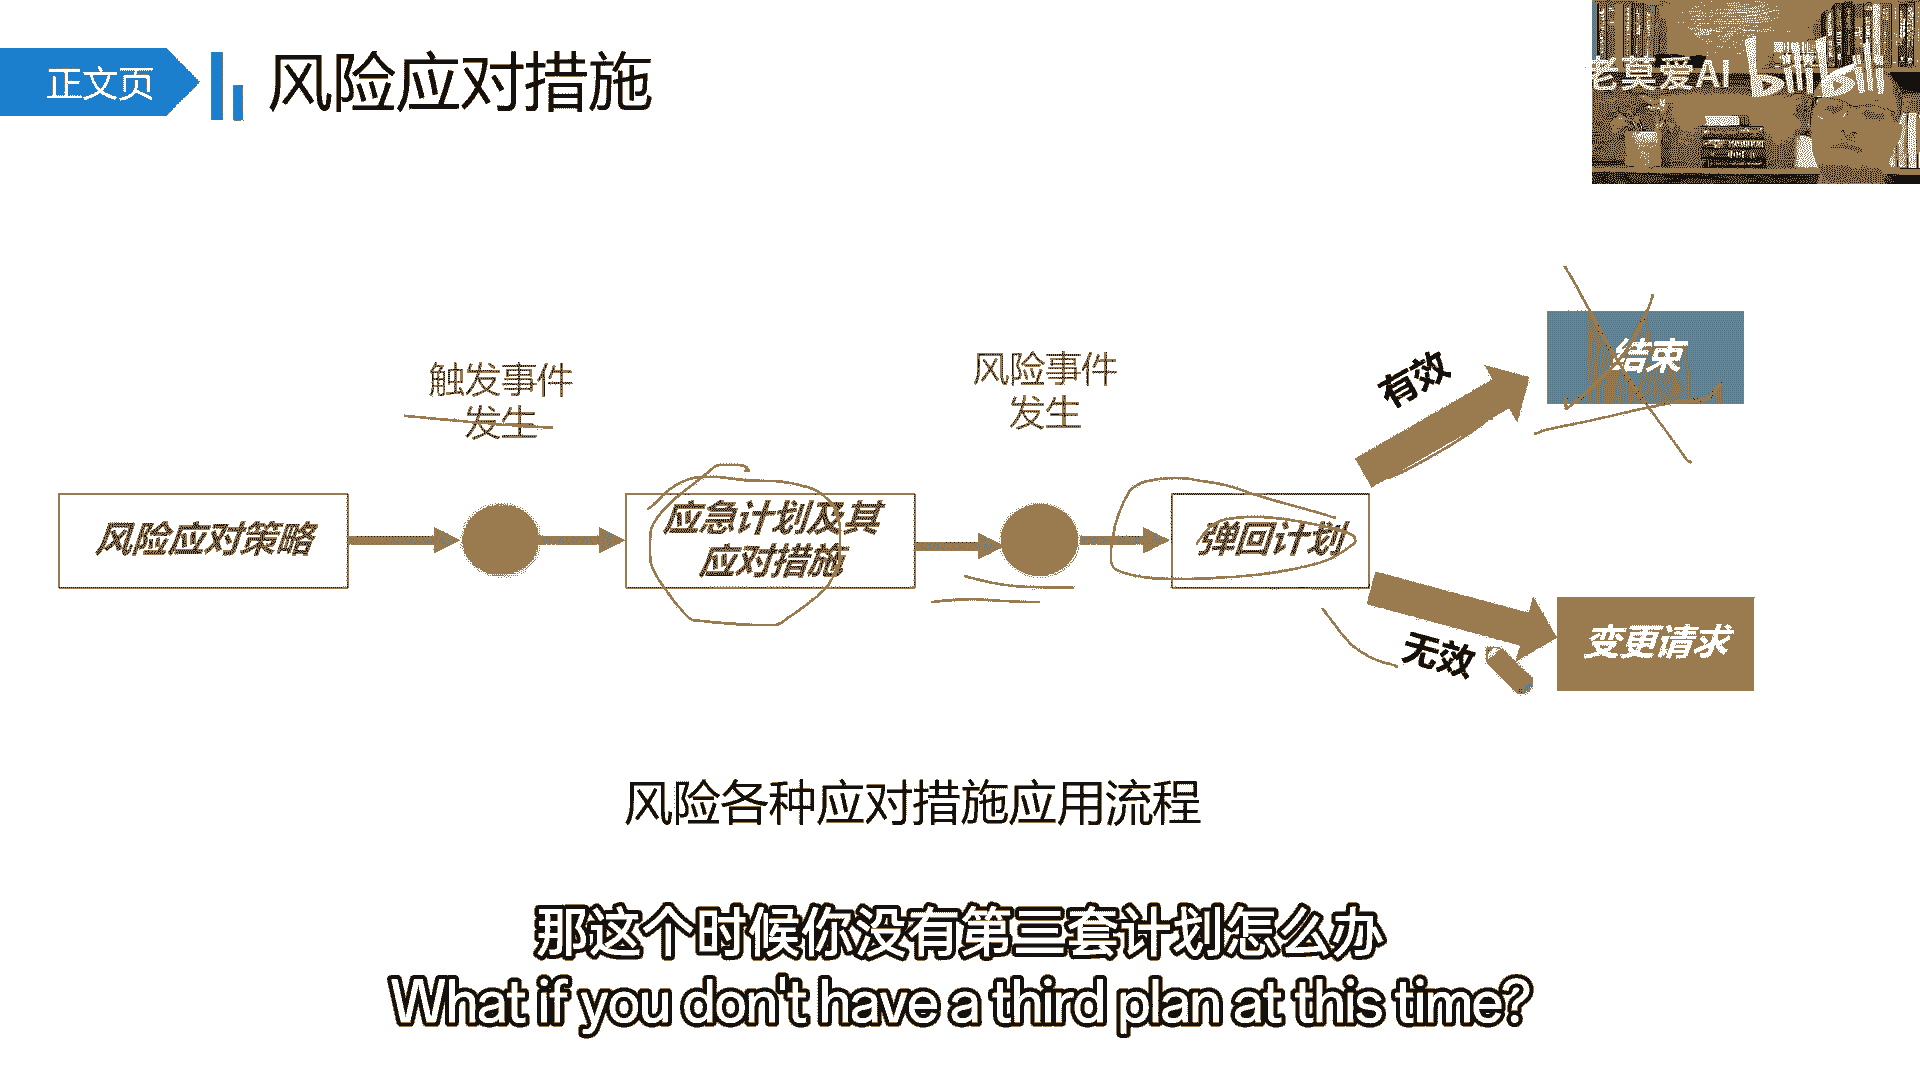 正文页
风险应对措施
老莫爱AI
bilibili
触发事件
发生
风险事件
发生
有效
结束
风险应对策略
应急计划及其
应对措施
弹回计划
无效
变更请求
风险各种应对措施应用流程
那这个时候你没有第三套计划怎么办
What if you don't have a third plan at this time?